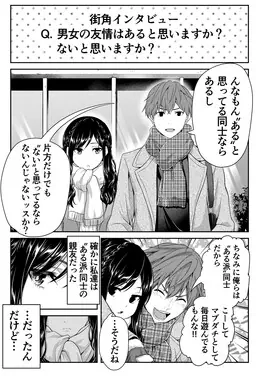 街角インタビュー
Q. 男女の友情はあると思いますか？
ないと思いますか？
んなもん“ある”と
思ってる同士なら
あるし
片方だけでも
“ない”と思ってるなら
ないんじゃないッスか？
ちなみに俺らは
“ある派”同士
だから
こーして
マブダチとして
毎日遊んでる
もんな!!
…そうだね
確かに私達は
“ある派”同士の
親友だった
…だったん
だけど…